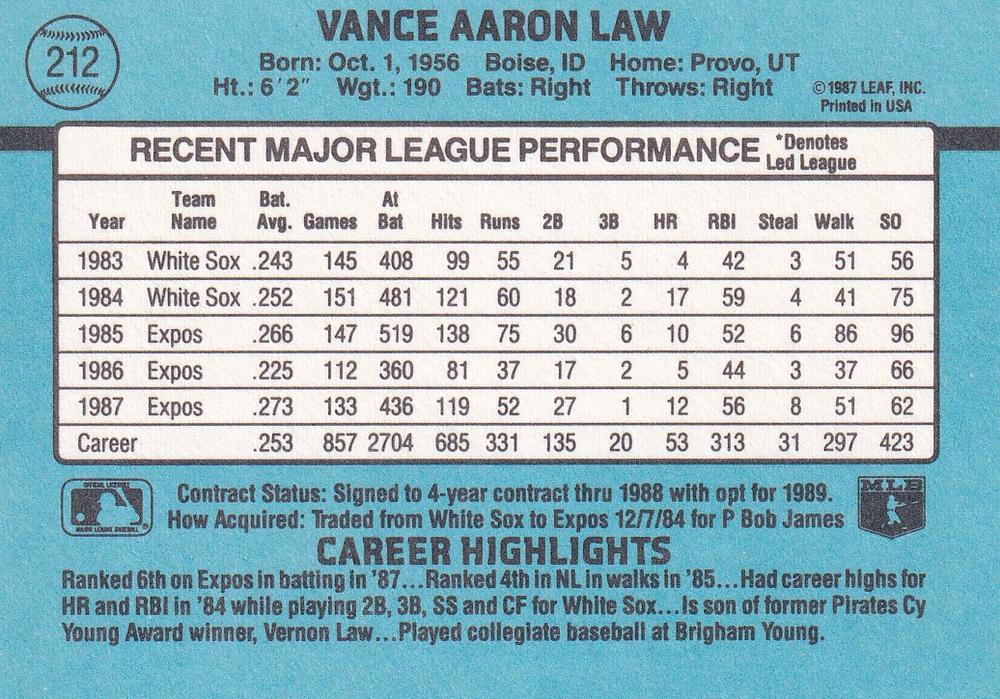 212
VANCE AARON LAW
Born: Oct. 1, 1956 Boise, ID Home: Provo, UT
Ht.: 6'2" Wgt.: 190 Bats: Right Throws: Right
©1987 LEAF, INC.
Printed in USA
RECENT MAJOR LEAGUE PERFORMANCE *Denotes Led League
Year Team Name Bat. Avg. Games At Bat Hits Runs 2B 3B HR RBI Steal Walk SO
1983 White Sox .243 145 408 99 55 21 5 4 42 3 51 56
1984 White Sox .252 151 481 121 60 18 2 17 59 4 41 75
1985 Expos .266 147 519 138 75 30 6 10 52 6 86 96
1986 Expos .225 112 360 81 37 17 2 5 44 3 37 66
1987 Expos .273 133 436 119 52 27 1 12 56 8 51 62
Career .253 857 2704 685 331 135 20 53 313 31 297 423
OFFICIAL LICENSEE
MAJOR LEAGUE BASEBALL
®
Contract Status: Signed to 4-year contract thru 1988 with opt for 1989.
How Acquired: Traded from White Sox to Expos 12/7/84 for P Bob James
MLB
CAREER HIGHLIGHTS
Ranked 6th on Expos in batting in '87...Ranked 4th in NL in walks in '85...Had career highs for
HR and RBI in '84 while playing 2B, 3B, SS and CF for White Sox...Is son of former Pirates Cy
Young Award winner, Vernon Law...Played collegiate baseball at Brigham Young.